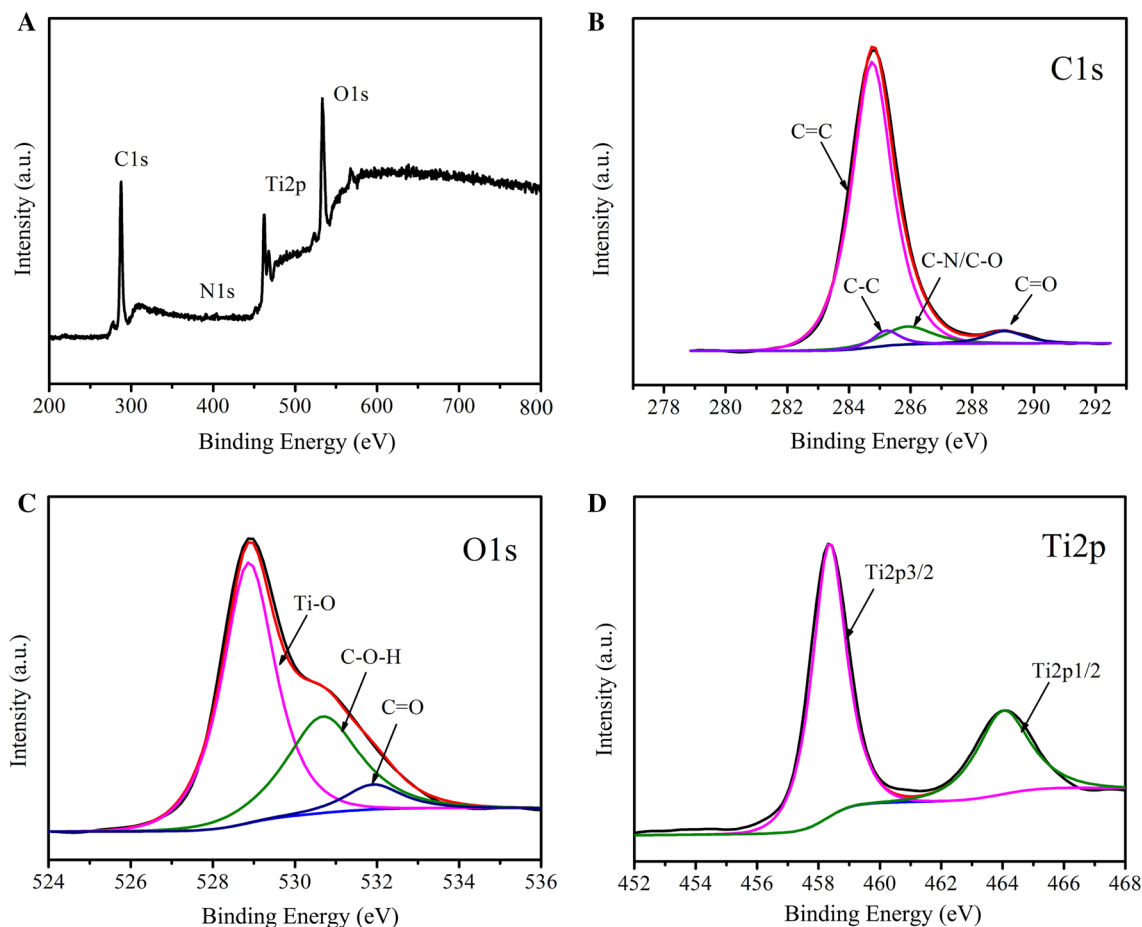 A
O1s
C1s
Ti2p
N1s
Intensity (a.u.)
200 300 400 500 600 700 800
Binding Energy (eV)
B
C1s
C=C
C-N/C-O
C-C
C=O
Intensity (a.u.)
278 280 282 284 286 288 290 292
Binding Energy (eV)
C
O1s
Ti-O
C-O-H
C=O
Intensity (a.u.)
524 526 528 530 532 534 536
Binding Energy (eV)
D
Ti2p
Ti2p3/2
Ti2p1/2
Intensity (a.u.)
452 454 456 458 460 462 464 466 468
Binding Energy (eV)